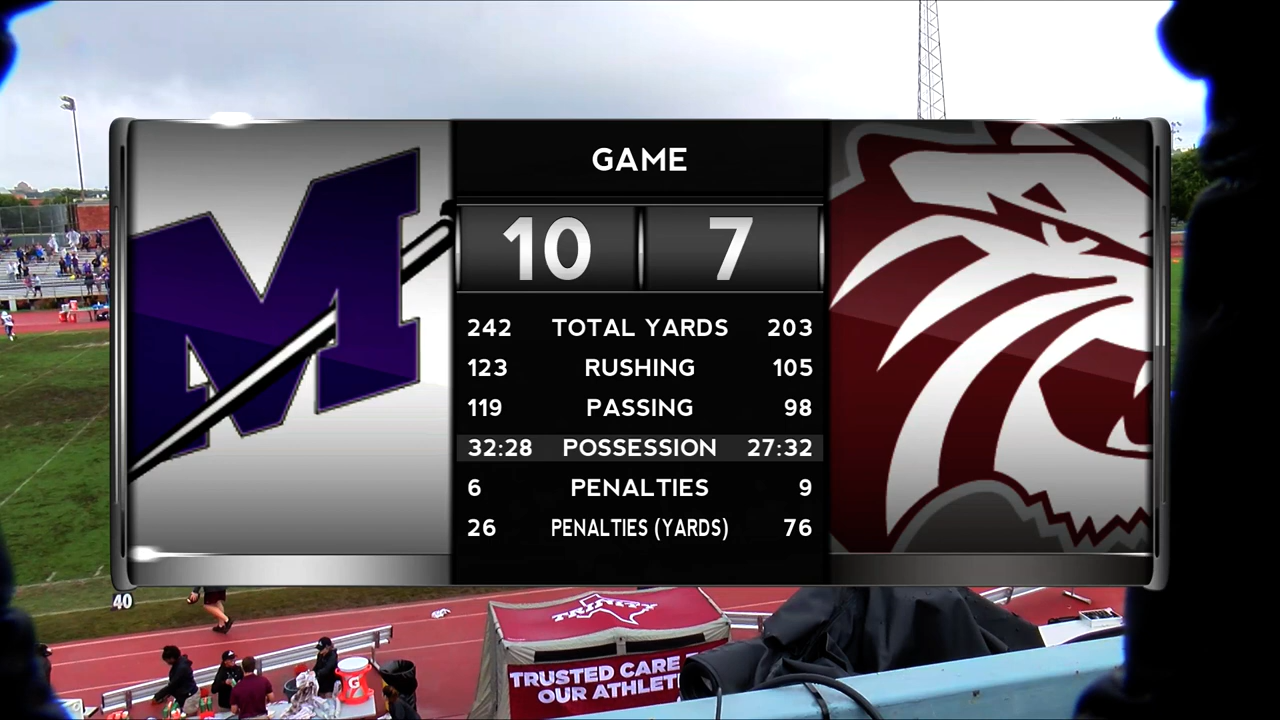 M
GAME
10 7
242 TOTAL YARDS 203
123 RUSHING 105
119 PASSING 98
32:28 POSSESSION 27:32
6 PENALTIES 9
26 PENALTIES (YARDS) 76
40
TRINITY
TRUSTED CARE
OUR ATHLET
G